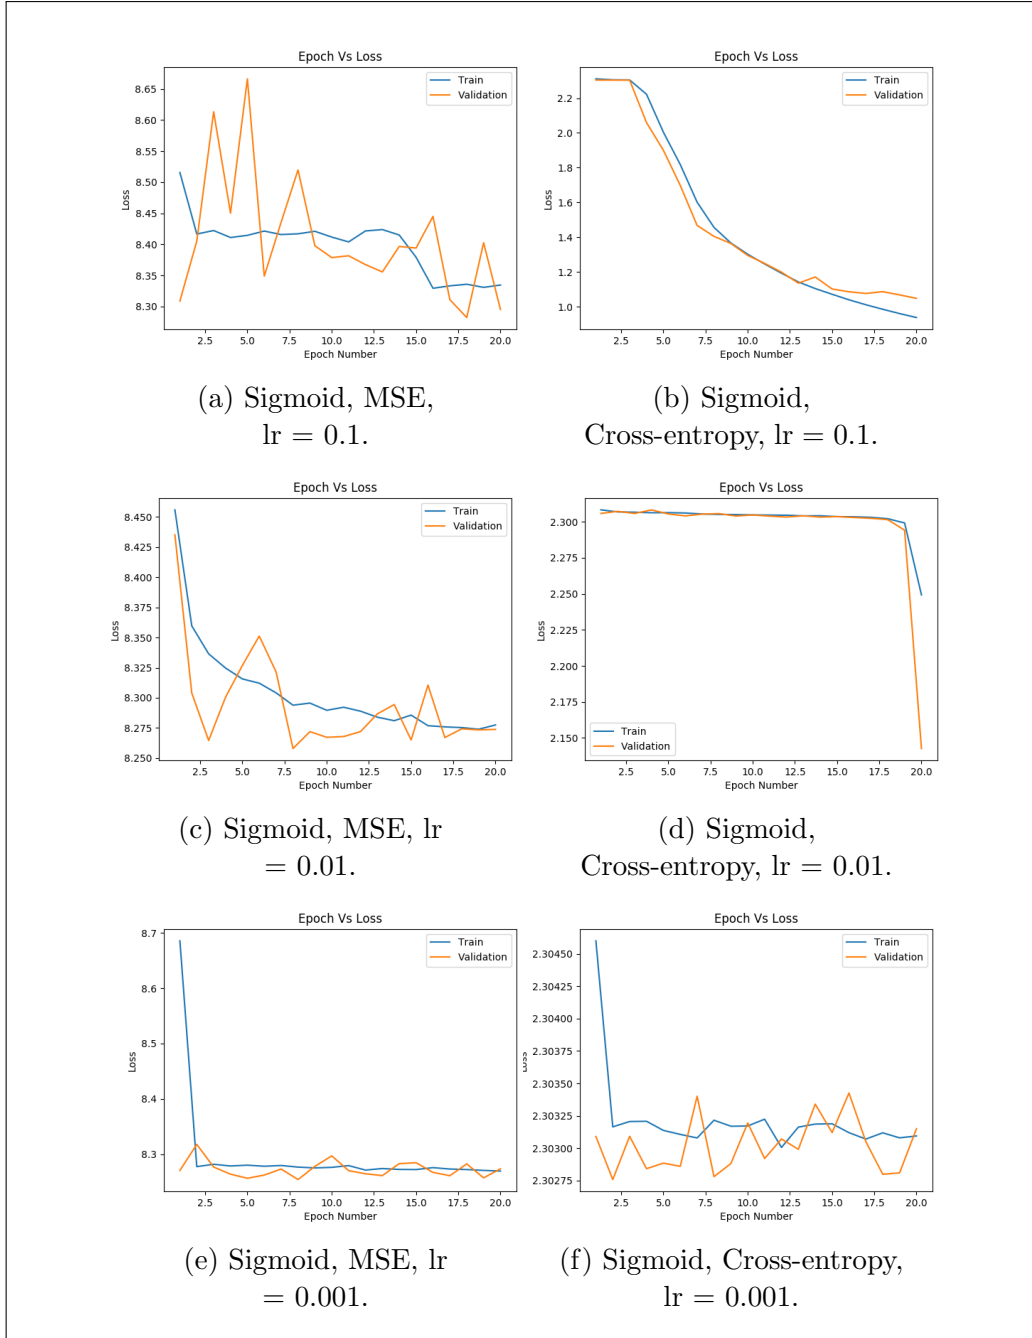 Epoch Vs Loss
Train
Validation
8.65
8.60
8.55
8.50
8.45
8.40
8.35
8.30
Loss
2.5 5.0 7.5 10.0 12.5 15.0 17.5 20.0
Epoch Number
(a) Sigmoid, MSE,
lr = 0.1.
Epoch Vs Loss
Train
Validation
2.2
2.0
1.8
1.6
1.4
1.2
1.0
Loss
2.5 5.0 7.5 10.0 12.5 15.0 17.5 20.0
Epoch Number
(b) Sigmoid,
Cross-entropy, lr = 0.1.
Epoch Vs Loss
Train
Validation
8.450
8.425
8.400
8.375
8.350
8.325
8.300
8.275
8.250
Loss
2.5 5.0 7.5 10.0 12.5 15.0 17.5 20.0
Epoch Number
(c) Sigmoid, MSE, lr
= 0.01.
Epoch Vs Loss
2.300
2.275
2.250
2.225
2.200
2.175
2.150
Loss
Train
Validation
2.5 5.0 7.5 10.0 12.5 15.0 17.5 20.0
Epoch Number
(d) Sigmoid,
Cross-entropy, lr = 0.01.
Epoch Vs Loss
Train
Validation
8.7
8.6
8.5
8.4
8.3
Loss
2.5 5.0 7.5 10.0 12.5 15.0 17.5 20.0
Epoch Number
(e) Sigmoid, MSE, lr
= 0.001.
Epoch Vs Loss
Train
Validation
2.30450
2.30425
2.30400
2.30375
2.30350
2.30325
2.30300
2.30275
Loss
2.5 5.0 7.5 10.0 12.5 15.0 17.5 20.0
Epoch Number
(f) Sigmoid, Cross-entropy,
lr = 0.001.